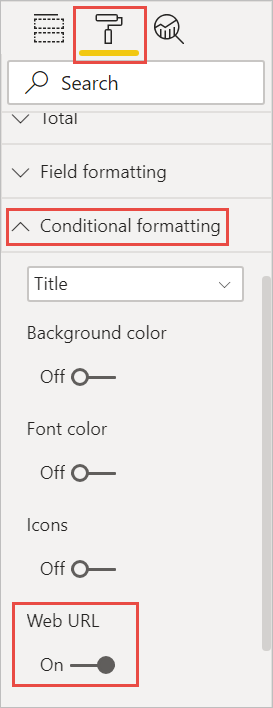 Search
Total
Field formatting
Conditional formatting
Title
Background color
Off
Font color
Off
Icons
Off
Web URL
On